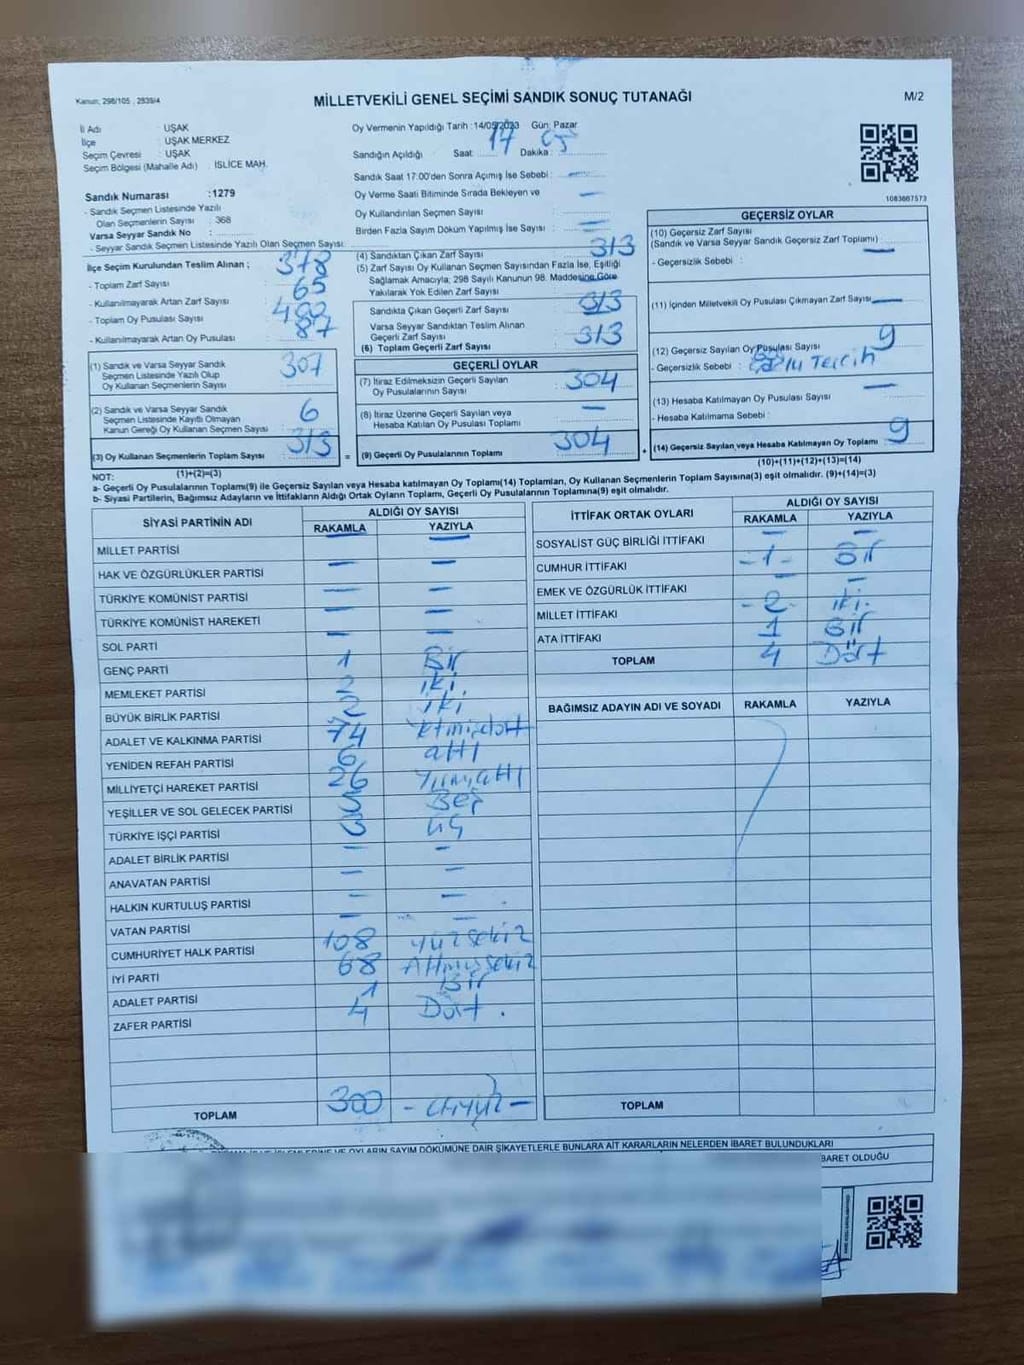 Kanun: 298/105 , 2839/4
MİLLETVEKİLİ GENEL SEÇİMİ SANDIK SONUÇ TUTANAĞI
M/2
İl Adı : UŞAK
İlçe : UŞAK MERKEZ
Seçim Çevresi : UŞAK
Seçim Bölgesi (Mahalle Adı) : ISLICE MAH.
Sandık Numarası : 1279
- Sandık Seçmen Listesinde Yazılı
Olan Seçmenlerin Sayısı : 368
Varsa Seyyar Sandık No :
- Seyyar Sandık Seçmen Listesinde Yazılı Olan Seçmen Sayısı:
Oy Vermenin Yapıldığı Tarih : 14/05/2023 Gün: Pazar
Sandığın Açıldığı Saat: 17 Dakika: 05
Sandık Saat 17:00'den Sonra Açımış İse Sebebi : —
Oy Verme Saati Bitiminde Sırada Bekleyen ve
Oy Kullandırılan Seçmen Sayısı —
Birden Fazla Sayım Döküm Yapılmış İse Sayısı : —
1083667573
İlçe Seçim Kurulundan Teslim Alınan ; 378
- Toplam Zarf Sayısı :
- Kullanılmayarak Artan Zarf Sayısı : 65
- Toplam Oy Pusulası Sayısı :
- Kullanılmayarak Artan Oy Pusulası : 87
(1) Sandık ve Varsa Seyyar Sandık
Seçmen Listesinde Yazılı Olup
Oy Kullanan Seçmenlerin Sayısı 307
(2) Sandık ve Varsa Seyyar Sandık
Seçmen Listesinde Kayıtlı Olmayan
Kanun Gereği Oy Kullanan Seçmen Sayısı : 6
(3) Oy Kullanan Seçmenlerin Toplam Sayısı : 313
(4) Sandıktan Çıkan Zarf Sayısı 313
(5) Zarf Sayısı Oy Kullanan Seçmen Sayısından Fazla İse, Eşitliği
Sağlamak Amacıyla; 298 Sayılı Kanunun 98. Maddesine Göre
Yakılarak Yok Edilen Zarf Sayısı —
Sandıkta Çıkan Geçerli Zarf Sayısı 313
Varsa Seyyar Sandıktan Teslim Alınan
Geçerli Zarf Sayısı
(6) Toplam Geçerli Zarf Sayısı 313
GEÇERLİ OYLAR
(7) İtiraz Edilmeksizin Geçerli Sayılan
Oy Pusulalarının Sayısı : 304
(8) İtiraz Üzerine Geçerli Sayılan veya
Hesaba Katılan Oy Pusulası Toplamı —
(9) Geçerli Oy Pusulalarının Toplamı : 304
GEÇERSİZ OYLAR
(10) Geçersiz Zarf Sayısı
(Sandık ve Varsa Seyyar Sandık Geçersiz Zarf Toplamı) —
- Geçersizlik Sebebi :
(11) İçinden Milletvekili Oy Pusulası Çıkmayan Zarf Sayısı —
(12) Geçersiz Sayılan Oy Pusulası Sayısı 9
- Geçersizlik Sebebi : Çoklu Tercih
(13) Hesaba Katılmayan Oy Pusulası Sayısı —
- Hesaba Katılmama Sebebi :
(14) Geçersiz Sayılan veya Hesaba Katılmayan Oy Toplamı 9
NOT: (1)+(2)=(3)
(10)+(11)+(12)+(13)=(14)
a- Geçerli Oy Pusulalarının Toplamı(9) ile Geçersiz Sayılan veya Hesaba Katılmayan Oy Toplamı(14) Toplamları, Oy Kullanan Seçmenlerin Toplam Sayısına(3) eşit olmalıdır. (9)+(14)=(3)
b- Siyasi Partilerin, Bağımsız Adayların ve İttifakların Aldığı Ortak Oyların Toplamı, Geçerli Oy Pusulalarının Toplamına(9) eşit olmalıdır.
SİYASİ PARTİNİN ADI ALDIĞI OY SAYISI
RAKAMLA YAZIYLA
MİLLET PARTİSİ — —
HAK VE ÖZGÜRLÜKLER PARTİSİ — —
TÜRKİYE KOMÜNİST PARTİSİ — —
TÜRKİYE KOMÜNİST HAREKETİ — —
SOL PARTİ — —
GENÇ PARTİ 1 Bir
MEMLEKET PARTİSİ 2 iki
BÜYÜK BİRLİK PARTİSİ 2 iki
ADALET VE KALKINMA PARTİSİ 74
YENİDEN REFAH PARTİSİ 6 altı
MİLLİYETÇİ HAREKET PARTİSİ 26 Yirmialtı
YEŞİLLER VE SOL GELECEK PARTİSİ 5 Beş
TÜRKİYE İŞÇİ PARTİSİ 3 üç
ADALET BİRLİK PARTİSİ — —
ANAVATAN PARTİSİ — —
HALKIN KURTULUŞ PARTİSİ — —
VATAN PARTİSİ — —
CUMHURİYET HALK PARTİSİ 108 Yüzsekiz
İYİ PARTİ 68 Altmışsekiz
ADALET PARTİSİ 1 Bir
ZAFER PARTİSİ 4 Dört.
TOPLAM 300 - üçyüz -
İTTİFAK ORTAK OYLARI ALDIĞI OY SAYISI
RAKAMLA YAZIYLA
SOSYALİST GÜÇ BİRLİĞİ İTTİFAKI — —
CUMHUR İTTİFAKI -1- Bir
EMEK VE ÖZGÜRLÜK İTTİFAKI — —
MİLLET İTTİFAKI -2- iki.
ATA İTTİFAKI 1 Bir
TOPLAM 4 Dört
BAĞIMSIZ ADAYIN ADI VE SOYADI RAKAMLA YAZIYLA
TOPLAM
OYLARIN SAYIM DÖKÜMÜNE DAİR ŞİKAYETLERLE BUNLARA AİT KARARLARIN NELERDEN İBARET BULUNDUKLARI
BARET OLDUĞU